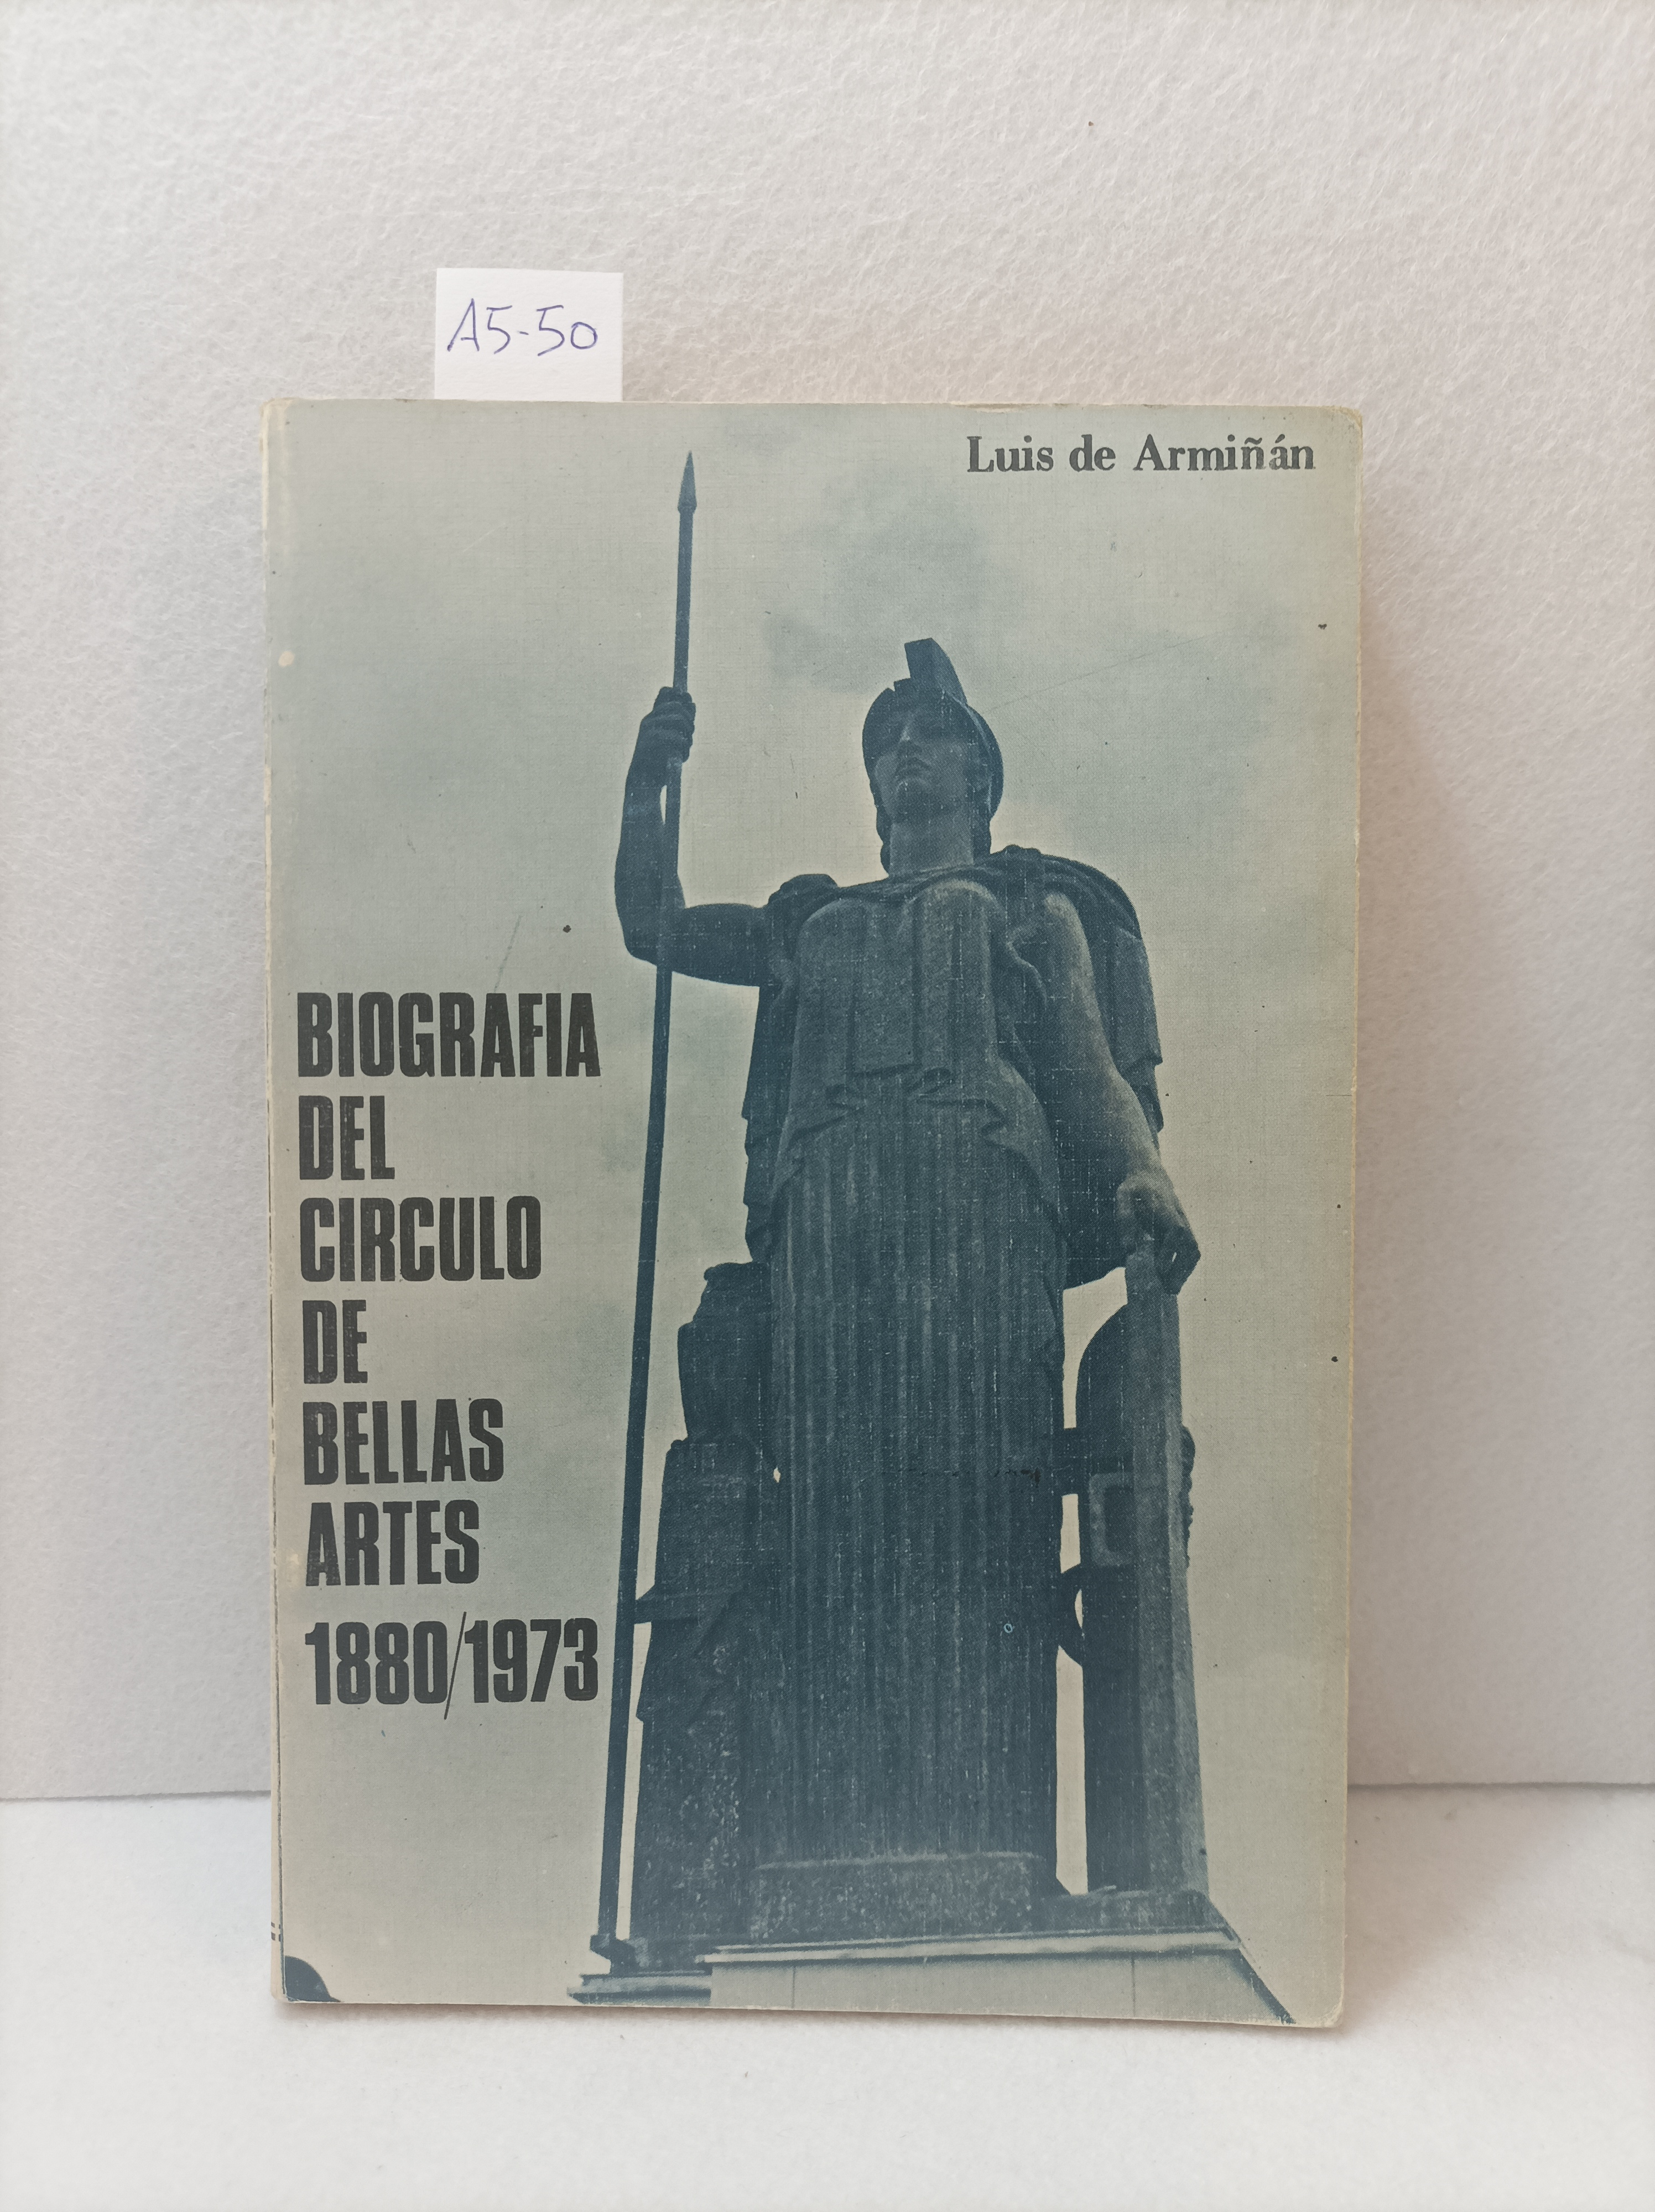 A5-50
Luis de Armiñán
BIOGRAFIA
DEL
CIRCULO
DE
BELLAS
ARTES
1880/1973